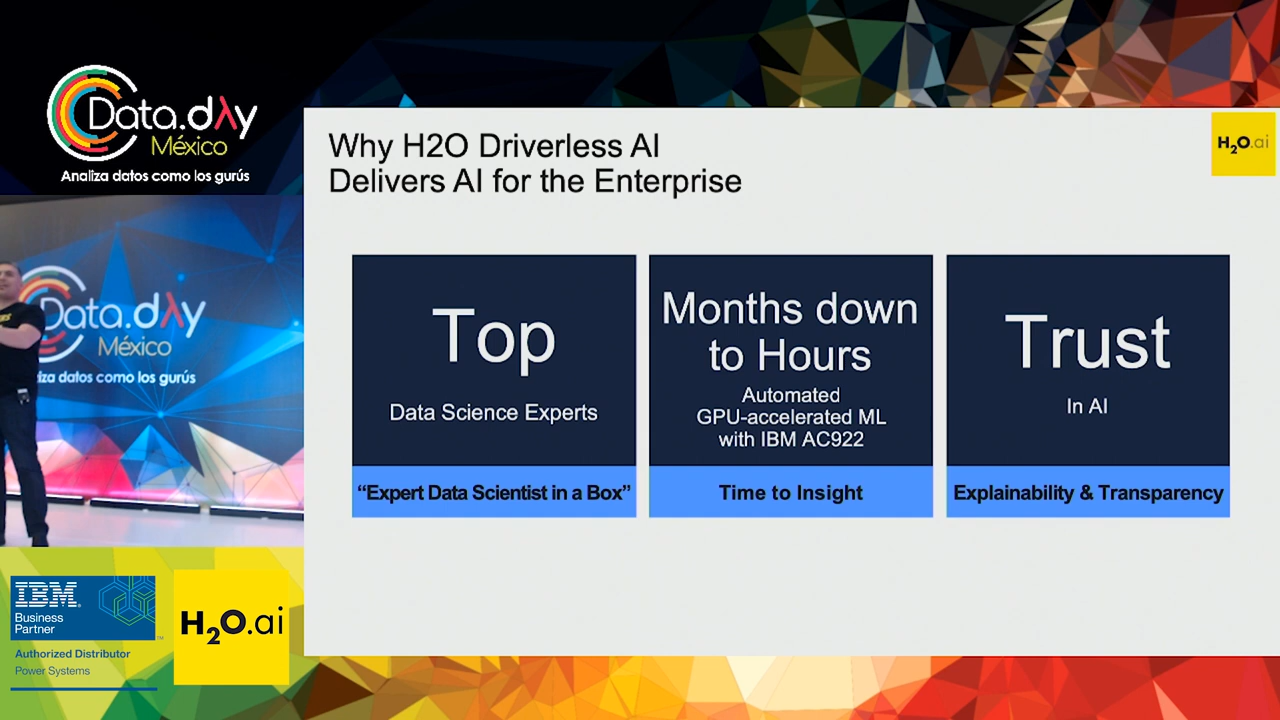 Data.dλy
México
Analiza datos como los gurús
Data.dλy
México
iza datos como los gurús
IBM®
Business
Partner
™
Authorized Distributor
Power Systems
H2O.ai
Why H2O Driverless AI
Delivers AI for the Enterprise
H2O.ai
Top
Data Science Experts
“Expert Data Scientist in a Box”
Months down
to Hours
Automated
GPU-accelerated ML
with IBM AC922
Time to Insight
Trust
In AI
Explainability & Transparency